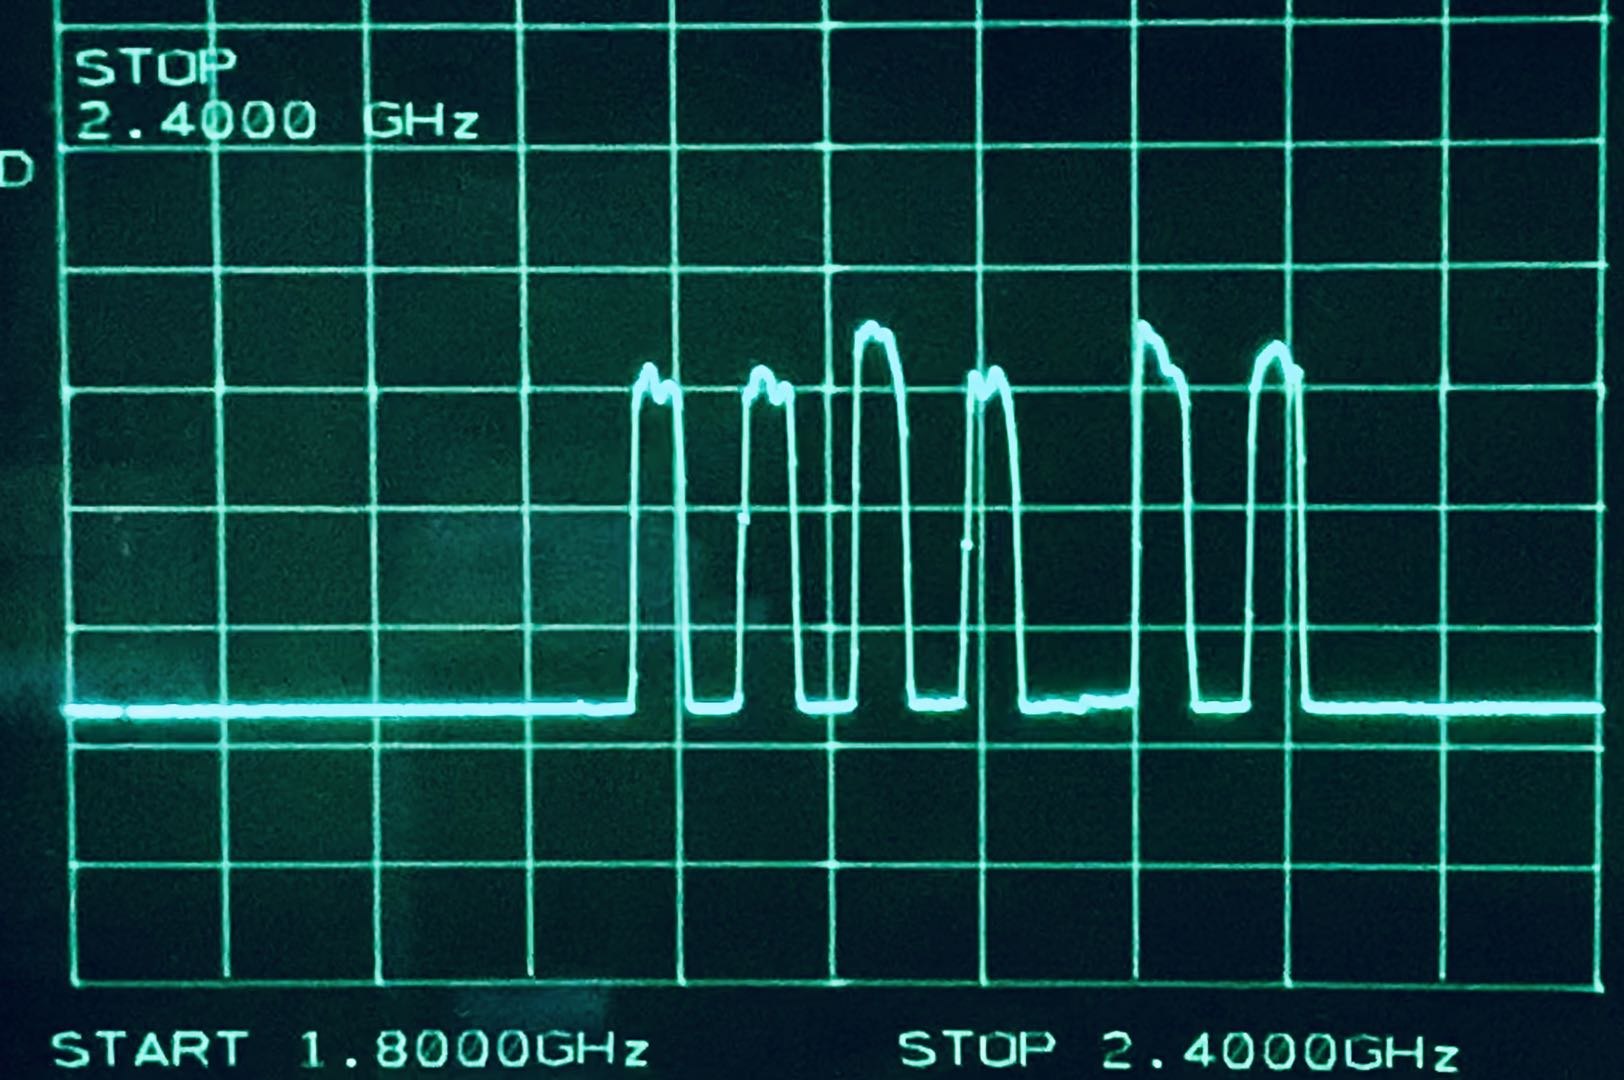 STOP
2.4000 GHz
D
START 1.8000GHz STOP 2.4000GHz